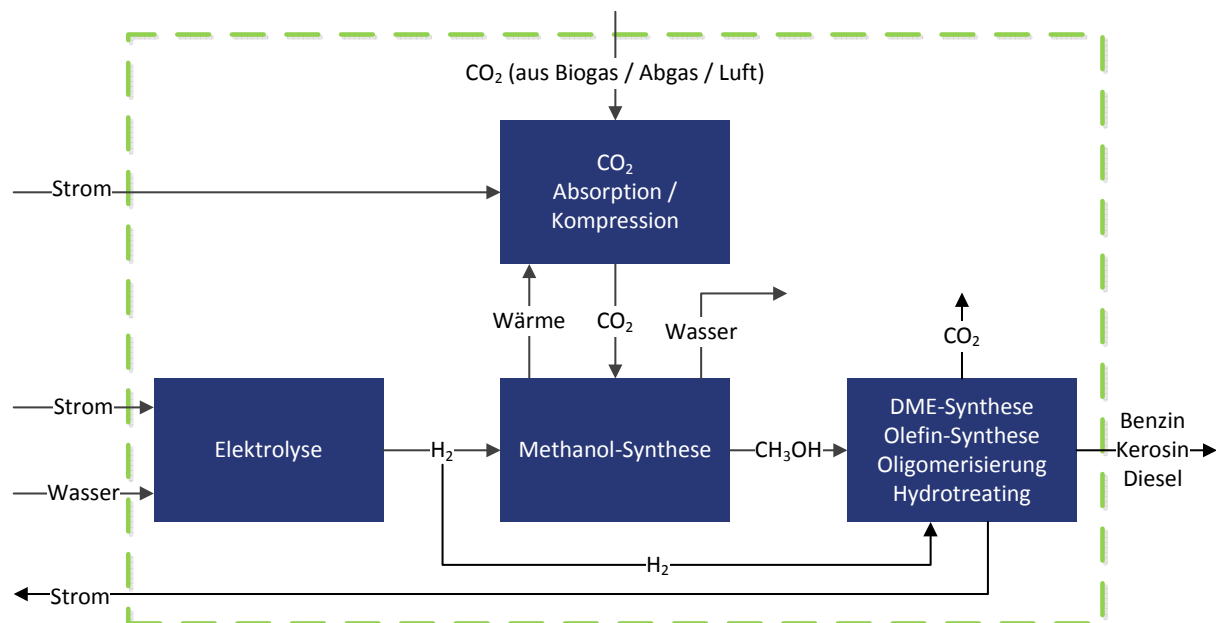 CO₂ (aus Biogas / Abgas / Luft)
CO₂
Absorption /
Kompression
Strom
Wärme
CO₂
Wasser
CO₂
Strom
Wasser
Elektrolyse
H₂
Methanol-Synthese
CH₃OH
DME-Synthese
Olefin-Synthese
Oligomerisierung
Hydrotreating
Benzin
Kerosin
Diesel
H₂
Strom